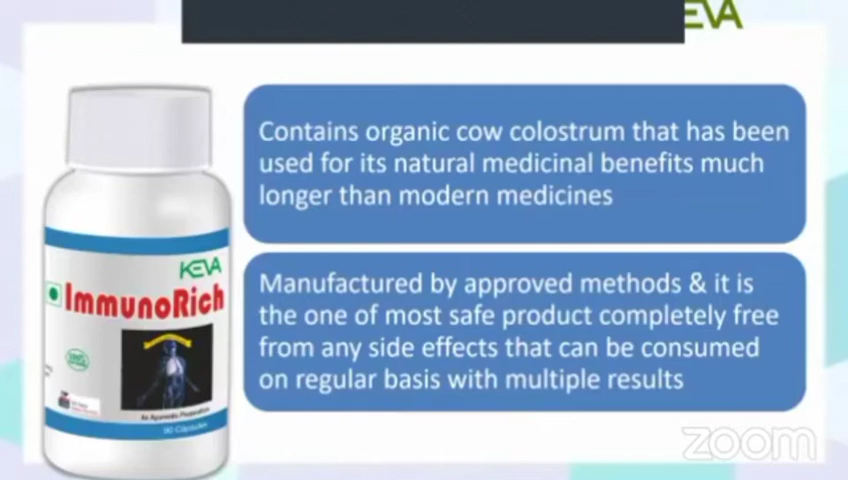 KEVA
Contains organic cow colostrum that has been
used for its natural medicinal benefits much
longer than modern medicines
KEVA
ImmunoRich
An Ayurvedic Preparation
90 Capsules
Manufactured by approved methods & it is
the one of most safe product completely free
from any side effects that can be consumed
on regular basis with multiple results
zoom